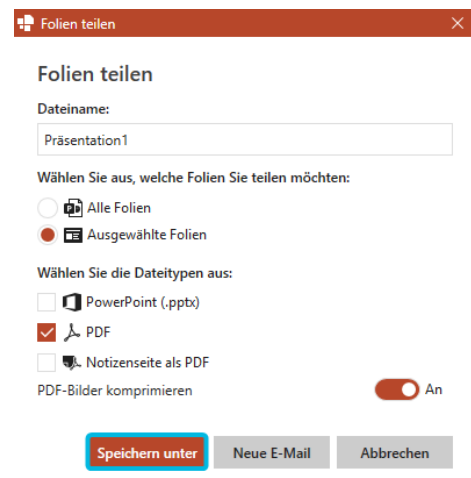 Folien teilen
Folien teilen
Dateiname:
Präsentation1
Wählen Sie aus, welche Folien Sie teilen möchten:
Alle Folien
Ausgewählte Folien
Wählen Sie die Dateitypen aus:
PowerPoint (.pptx)
PDF
Notizenseite als PDF
PDF-Bilder komprimieren An
Speichern unter Neue E-Mail Abbrechen